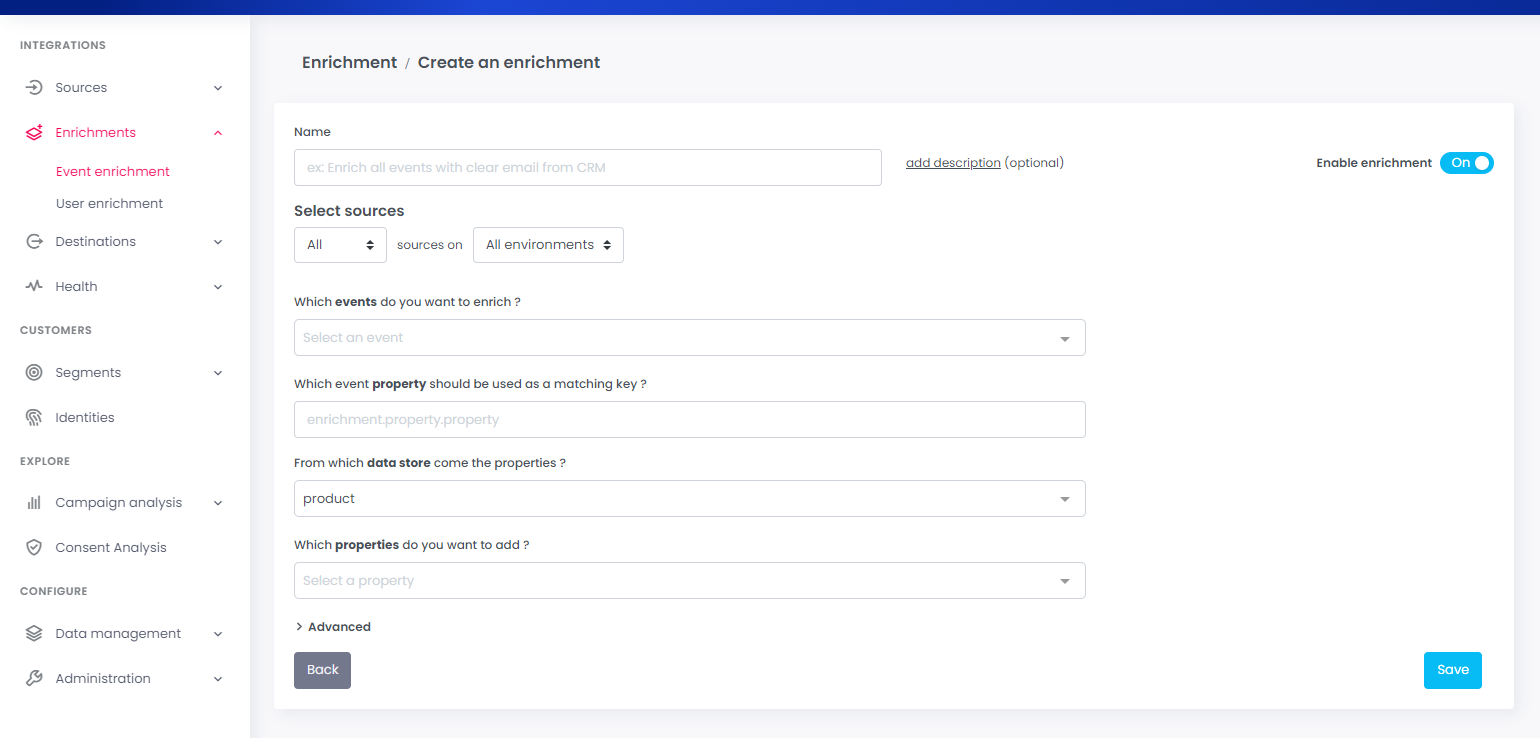 INTEGRATIONS
Sources
Enrichments
Event enrichment
User enrichment
Destinations
Health
CUSTOMERS
Segments
Identities
EXPLORE
Campaign analysis
Consent Analysis
CONFIGURE
Data management
Administration
Enrichment / Create an enrichment
Name
ex: Enrich all events with clear email from CRM
add description (optional)
Enable enrichment On
Select sources
All sources on All environments
Which events do you want to enrich ?
Select an event
Which event property should be used as a matching key ?
enrichment.property.property
From which data store come the properties ?
product
Which properties do you want to add ?
Select a property
Advanced
Back
Save